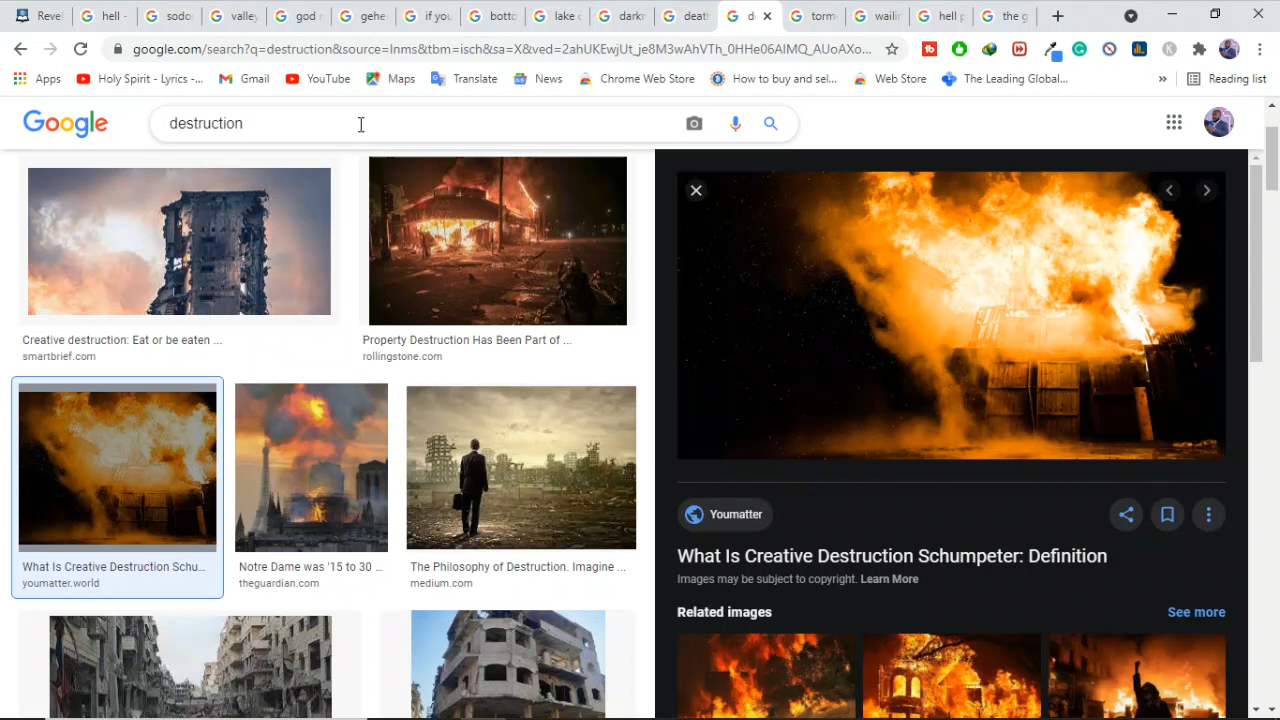 Revel
hell -
sodo
valley
god o
gehe
if you
botto
lake o
darkn
death
d
torm
wailin
hell p
the g
google.com/search?q=destruction&source=lnms&tbm=isch&sa=X&ved=2ahUKEwjUt_je8M3wAhVTh_0HHe06AlMQ_AUoAXo...
Apps
Holy Spirit - Lyrics -...
Gmail
YouTube
Maps
Translate
News
Chrome Web Store
How to buy and sel...
Web Store
The Leading Global...
»
Reading list
Google
destruction
Creative destruction: Eat or be eaten ...
smartbrief.com
Property Destruction Has Been Part of ...
rollingstone.com
What Is Creative Destruction Schu...
youmatter.world
Notre Dame was '15 to 30 ...
theguardian.com
The Philosophy of Destruction. Imagine ...
medium.com
Youmatter
What Is Creative Destruction Schumpeter: Definition
Images may be subject to copyright. Learn More
Related images
See more